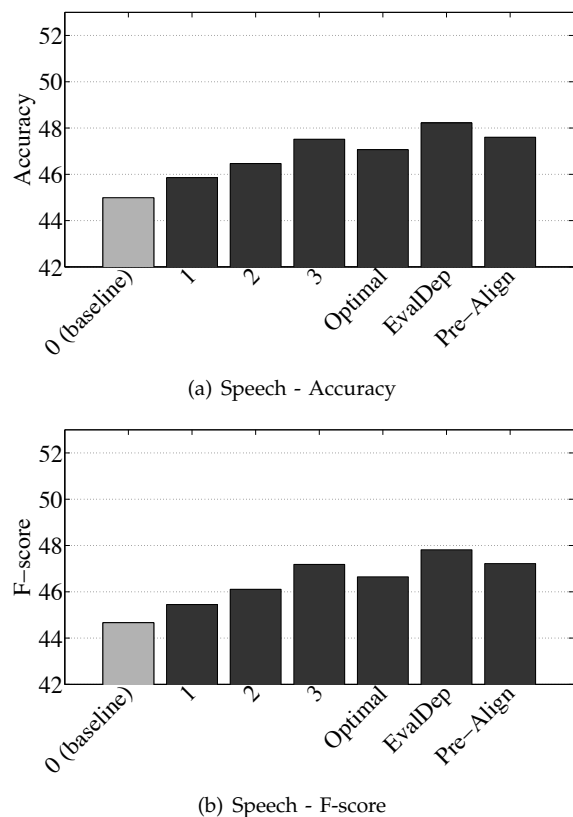 52
50
48
46
44
42
Accuracy
0 (baseline)
1
2
3
Optimal
EvalDep
Pre−Align
(a) Speech - Accuracy
52
50
48
46
44
42
F−score
0 (baseline)
1
2
3
Optimal
EvalDep
Pre−Align
(b) Speech - F-score